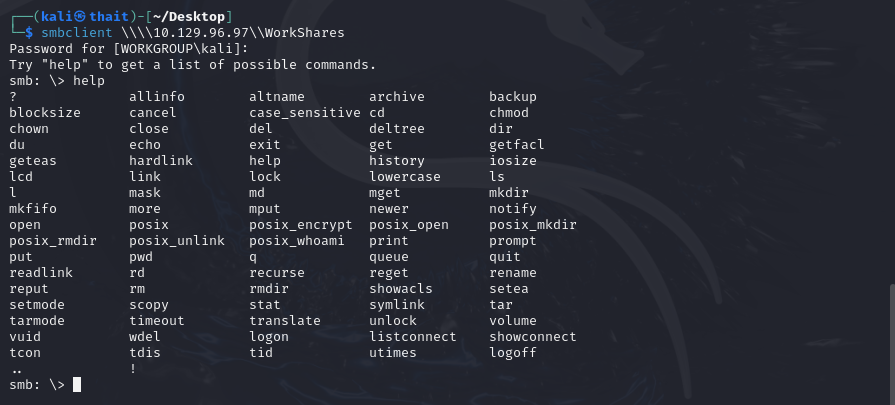 ┌──(kali㉿thait)-[~/Desktop]
└─$ smbclient \\\\10.129.96.97\\WorkShares
Password for [WORKGROUP\kali]:
Try "help" to get a list of possible commands.
smb: \> help
?              allinfo        altname        archive        backup
blocksize      cancel         case_sensitive cd             chmod
chown          close          del            deltree        dir
du             echo           exit           get            getfacl
geteas         hardlink       help           history        iosize
lcd            link           lock           lowercase      ls
l              mask           md             mget           mkdir
mkfifo         more           mput           newer          notify
open           posix          posix_encrypt  posix_open     posix_mkdir
posix_rmdir    posix_unlink   posix_whoami   print          prompt
put            pwd            q              queue          quit
readlink       rd             recurse        reget          rename
reput          rm             rmdir          showacls       setea
setmode        scopy          stat           symlink        tar
tarmode        timeout        translate      unlock         volume
vuid           wdel           logon          listconnect    showconnect
tcon           tdis           tid            utimes         logoff
..             !
smb: \>